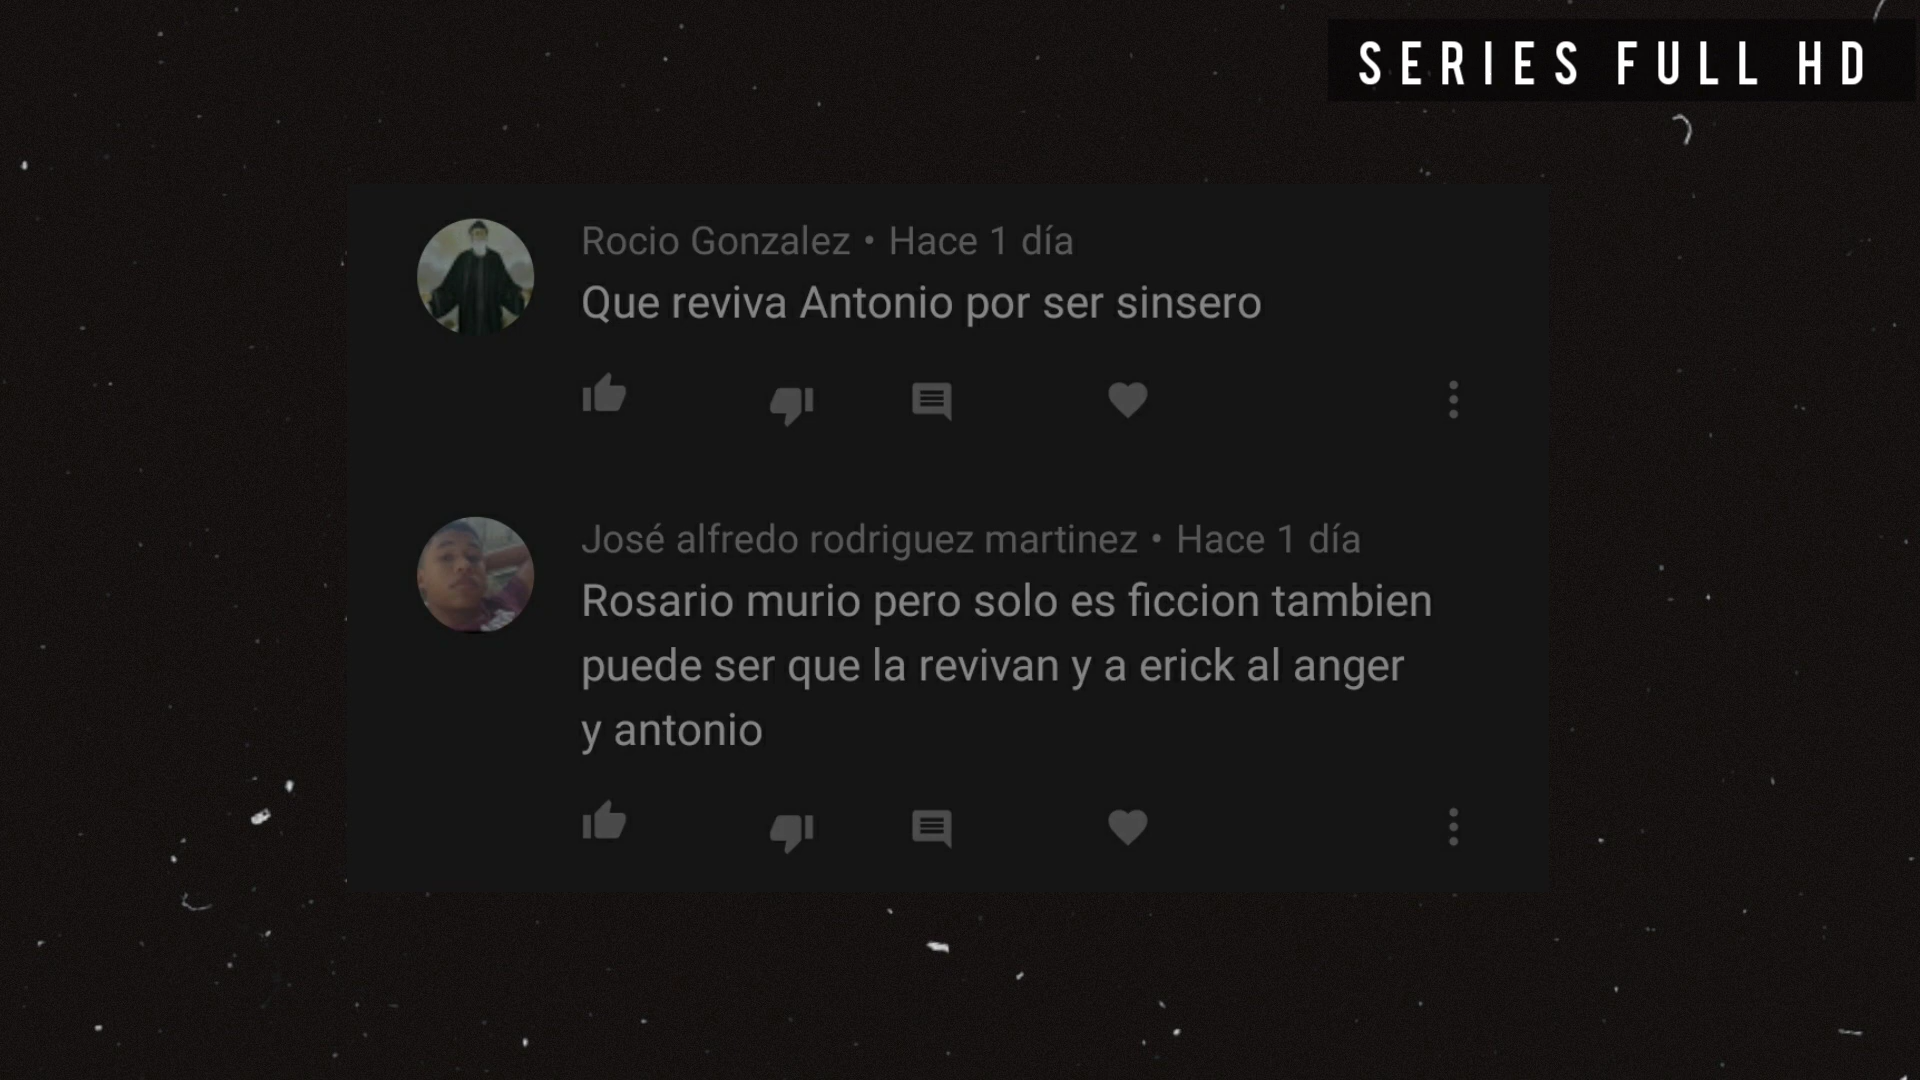 SERIES FULL HD
Rocio Gonzalez • Hace 1 día
Que reviva Antonio por ser sinsero
José alfredo rodriguez martinez • Hace 1 día
Rosario murio pero solo es ficcion tambien
puede ser que la revivan y a erick al anger
y antonio